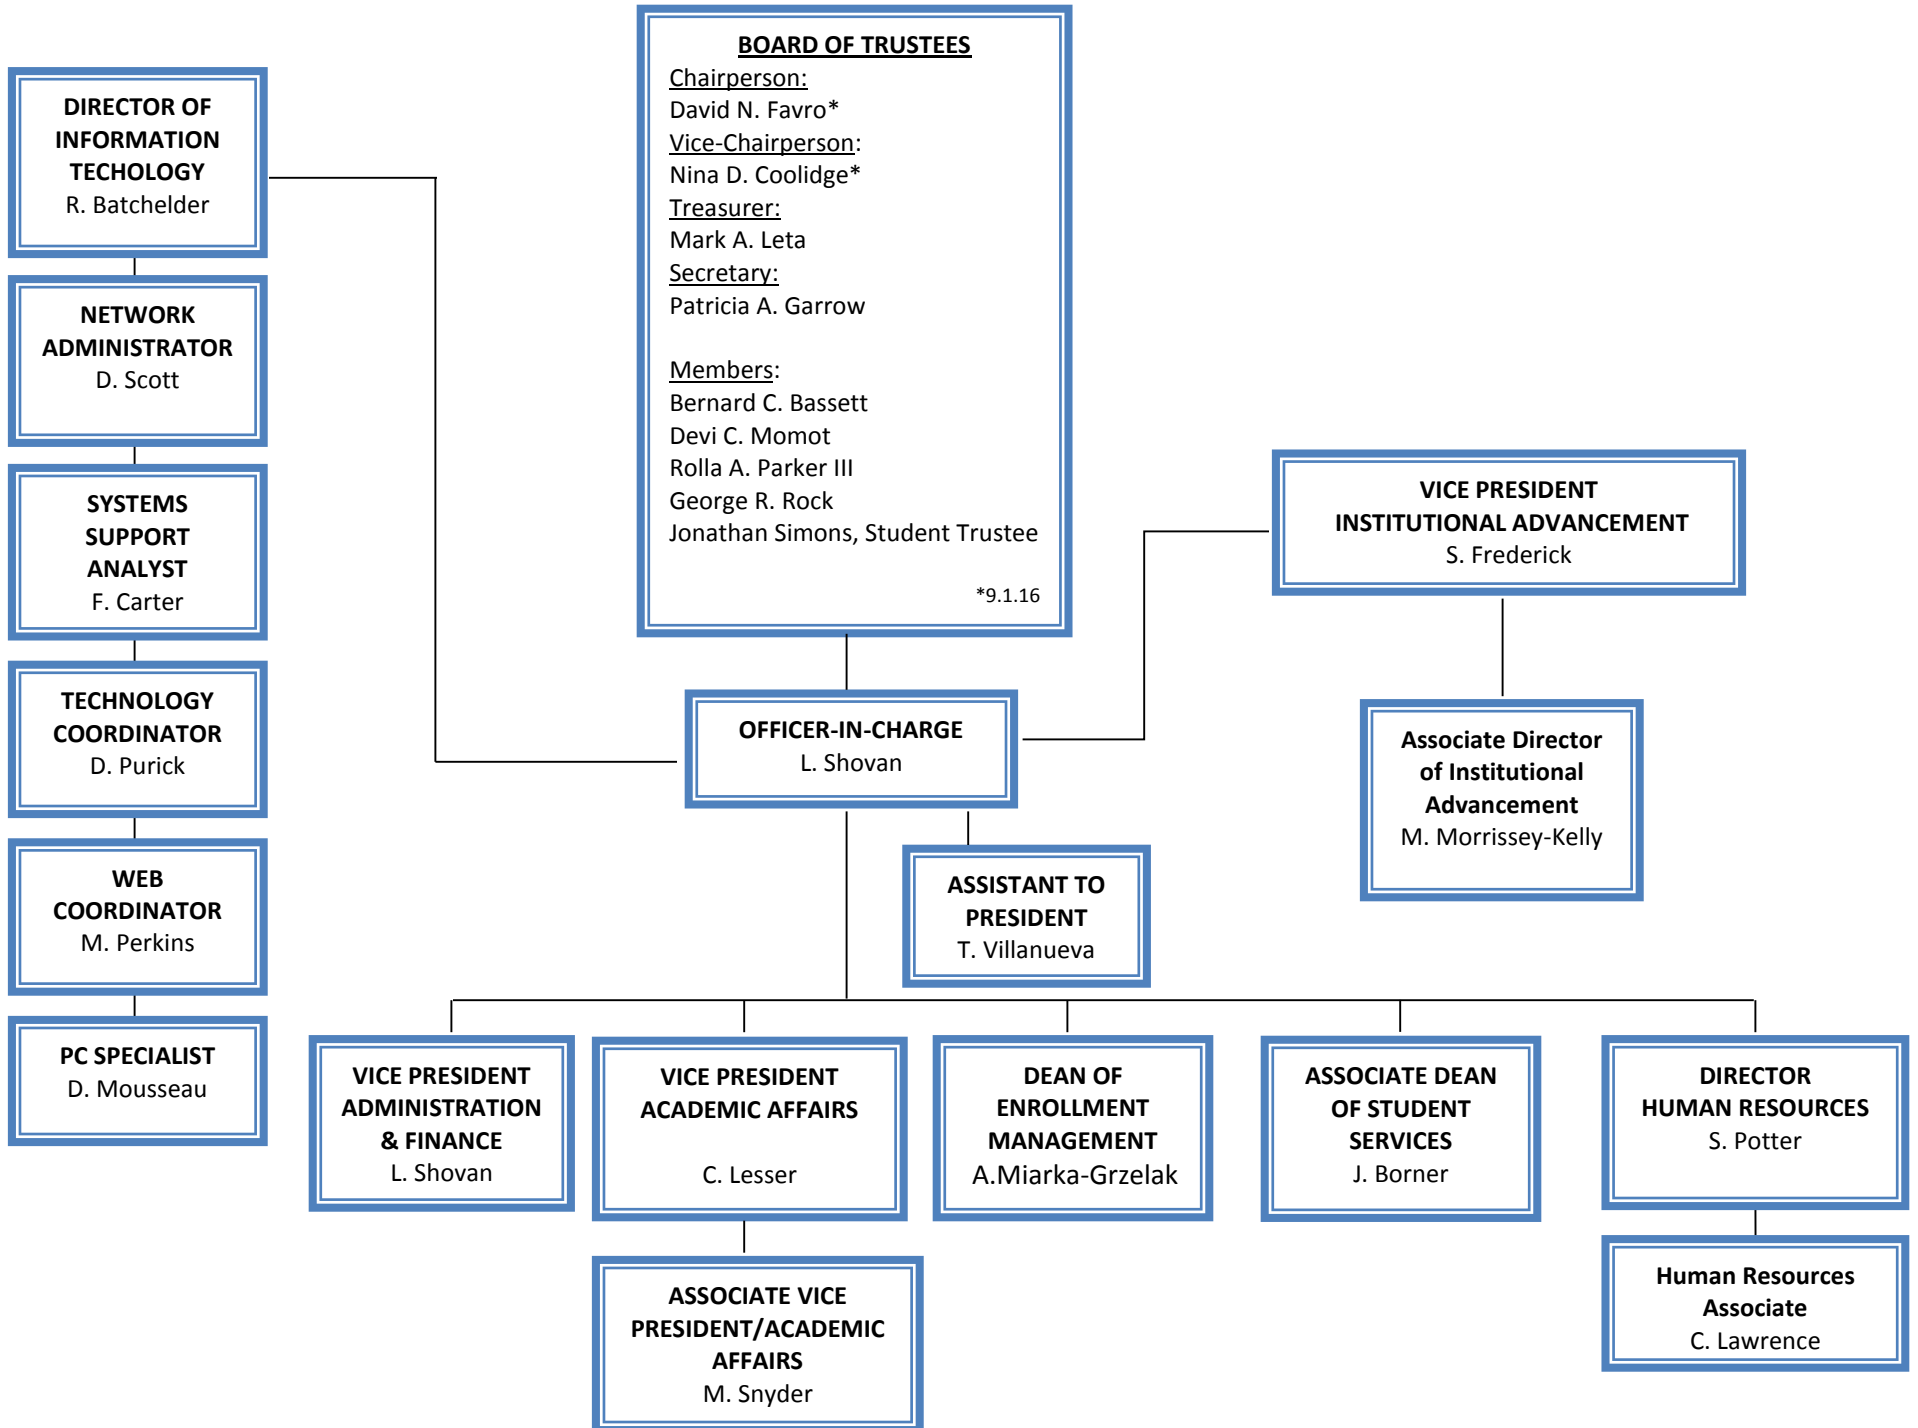 BOARD OF TRUSTEES
Chairperson:
David N. Favro*
Vice-Chairperson:
Nina D. Coolidge*
Treasurer:
Mark A. Leta
Secretary:
Patricia A. Garrow
Members:
Bernard C. Bassett
Devi C. Momot
Rolla A. Parker III
George R. Rock
Jonathan Simons, Student Trustee
*9.1.16
DIRECTOR OF
INFORMATION
TECHOLOGY
R. Batchelder
NETWORK
ADMINISTRATOR
D. Scott
SYSTEMS
SUPPORT
ANALYST
F. Carter
TECHNOLOGY
COORDINATOR
D. Purick
WEB
COORDINATOR
M. Perkins
PC SPECIALIST
D. Mousseau
VICE PRESIDENT
INSTITUTIONAL ADVANCEMENT
S. Frederick
Associate Director
of Institutional
Advancement
M. Morrissey-Kelly
OFFICER-IN-CHARGE
L. Shovan
ASSISTANT TO
PRESIDENT
T. Villanueva
VICE PRESIDENT
ADMINISTRATION
& FINANCE
L. Shovan
VICE PRESIDENT
ACADEMIC AFFAIRS
C. Lesser
DEAN OF
ENROLLMENT
MANAGEMENT
A.Miarka-Grzelak
ASSOCIATE DEAN
OF STUDENT
SERVICES
J. Borner
DIRECTOR
HUMAN RESOURCES
S. Potter
ASSOCIATE VICE
PRESIDENT/ACADEMIC
AFFAIRS
M. Snyder
Human Resources
Associate
C. Lawrence